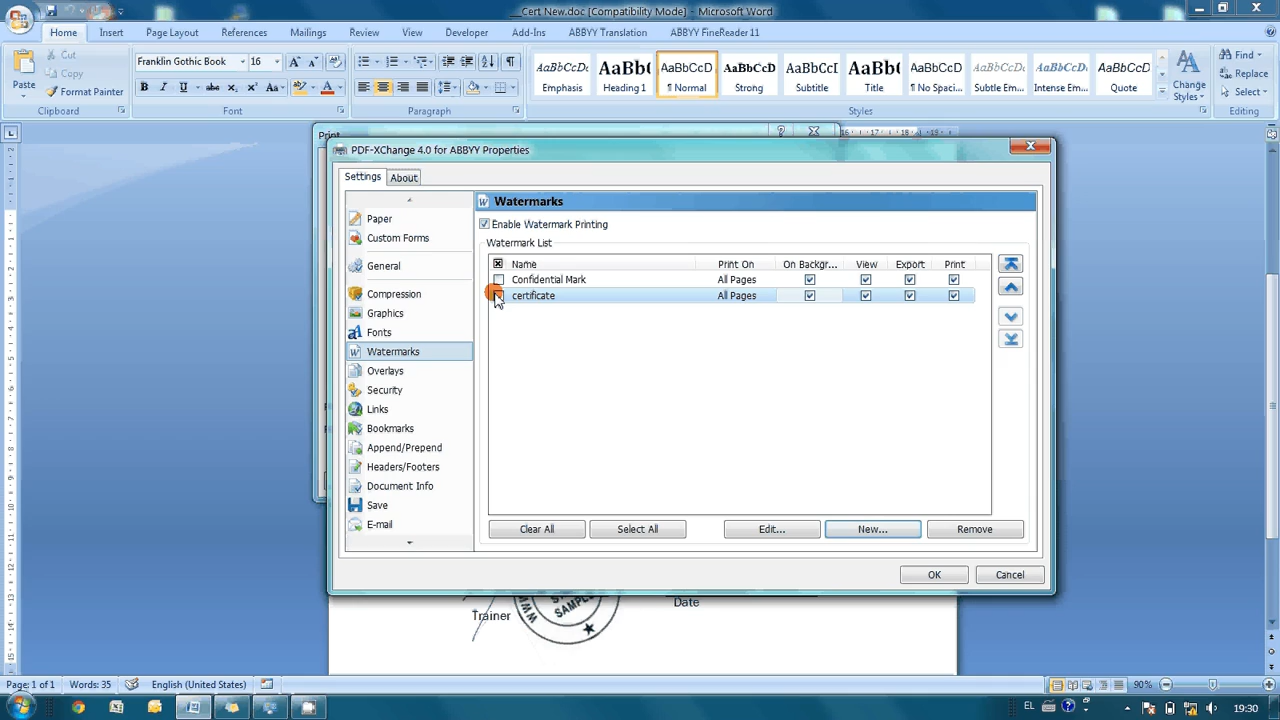 __Cert New.doc [Compatibility Mode] - Microsoft Word
Home Insert Page Layout References Mailings Review View Developer Add-Ins ABBYY Translation ABBYY FineReader 11
Paste
Cut
Copy
Format Painter
Clipboard
Franklin Gothic Book 16
Font
Paragraph
AaBbCcDc AaBbC AaBbCcD AaBbCcD AaBbCcI AaBb AaBbCcD AaBbCcD AaBbCcD AaBbCcD
Emphasis Heading 1 ¶ Normal Strong Subtitle Title ¶ No Spaci... Subtle Em... Intense Em... Quote
Change Styles
Styles
Find
Replace
Select
Editing
Print
PDF-XChange 4.0 for ABBYY Properties
Settings About
Paper
Custom Forms
General
Compression
Graphics
Fonts
Watermarks
Overlays
Security
Links
Bookmarks
Append/Prepend
Headers/Footers
Document Info
Save
E-mail
Watermarks
Enable Watermark Printing
Watermark List
Name Print On On Backgr... View Export Print
Confidential Mark All Pages
certificate All Pages
Clear All Select All Edit... New... Remove
OK Cancel
SAMPLE
Trainer
Date
Page: 1 of 1 Words: 35 English (United States) 90%
EL 19:30